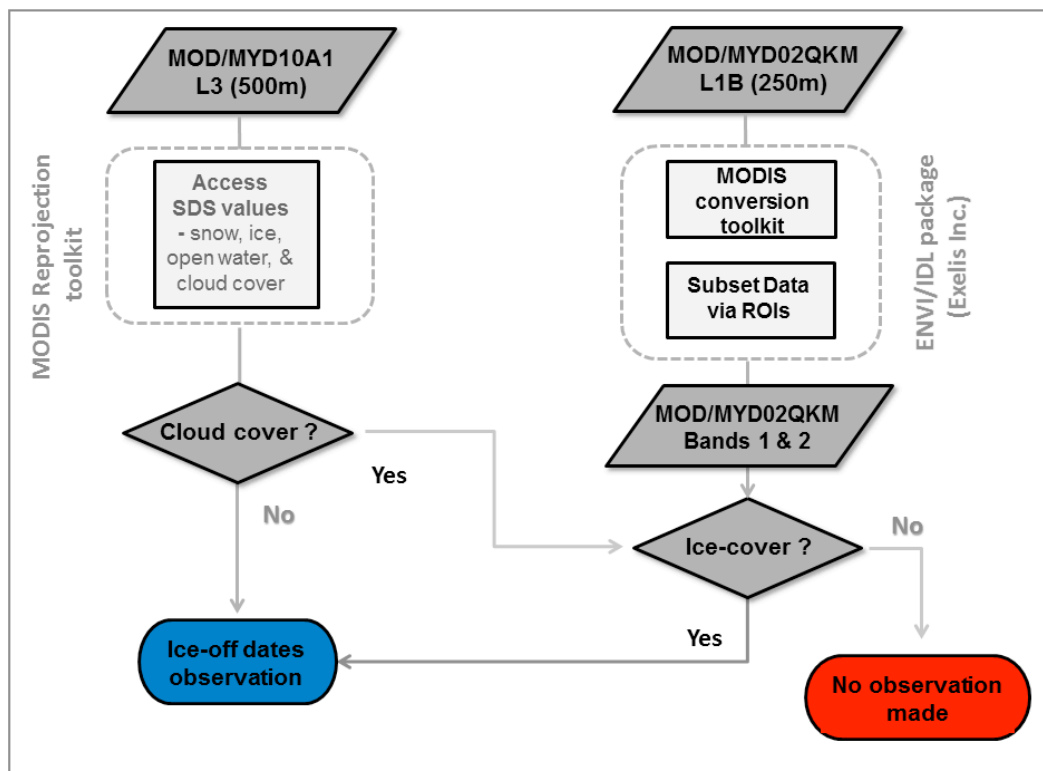 MOD/MYD10A1
L3 (500m)
MOD/MYD02QKM
L1B (250m)
MODIS Reprojection
toolkit
Access
SDS values
- snow, ice,
open water, &
cloud cover
MODIS
conversion
toolkit
Subset Data
via ROIs
ENVI/IDL package
(Exelis Inc.)
Cloud cover ?
MOD/MYD02QKM
Bands 1 & 2
Yes
No
Ice-cover ?
No
Yes
Ice-off dates
observation
No observation
made